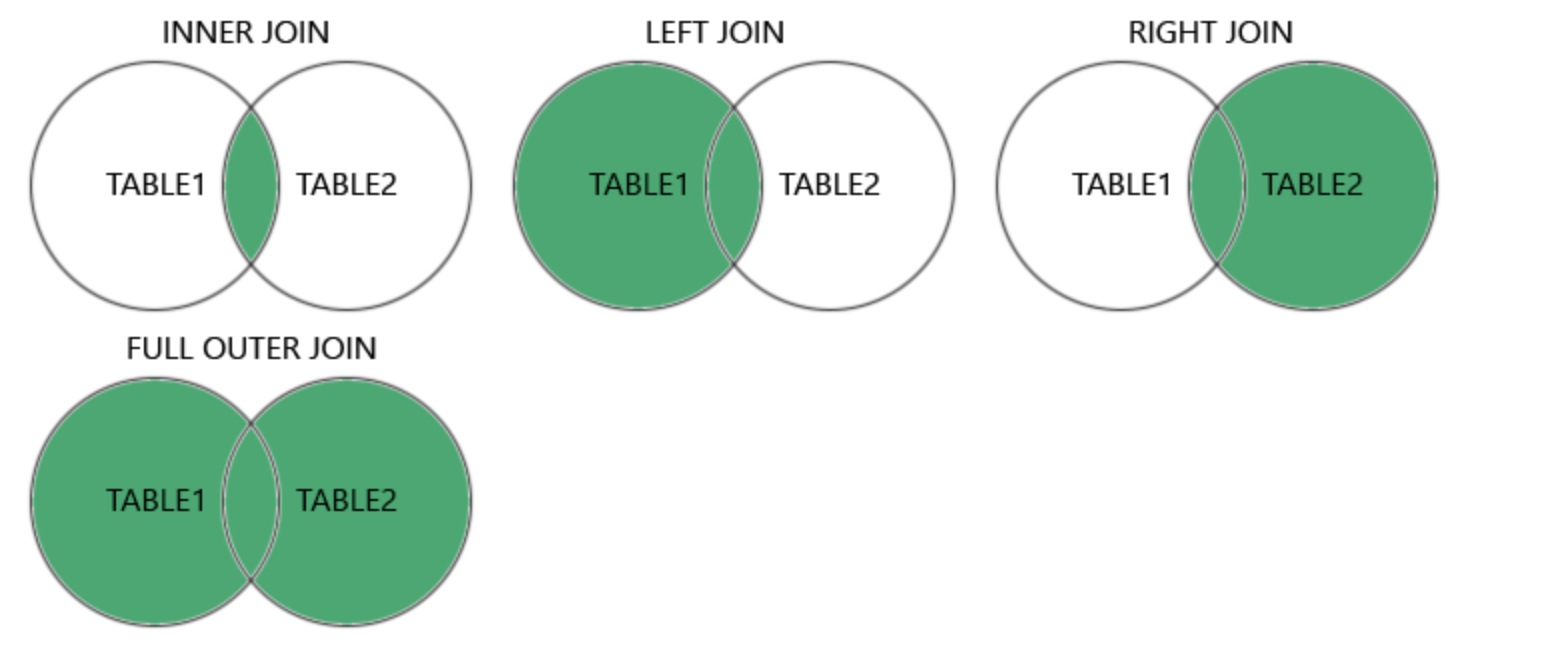 INNER JOIN
LEFT JOIN
RIGHT JOIN
TABLE1 TABLE2
TABLE1 TABLE2
TABLE1 TABLE2
FULL OUTER JOIN
TABLE1 TABLE2